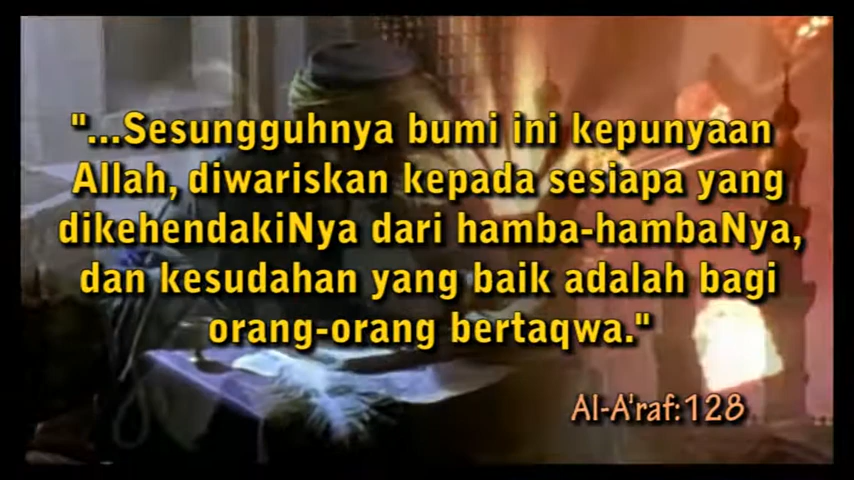 "...Sesungguhnya bumi ini kepunyaan
Allah, diwariskan kepada sesiapa yang
dikehendakiNya dari hamba-hambaNya,
dan kesudahan yang baik adalah bagi
orang-orang bertaqwa."
Al-A'raf:128